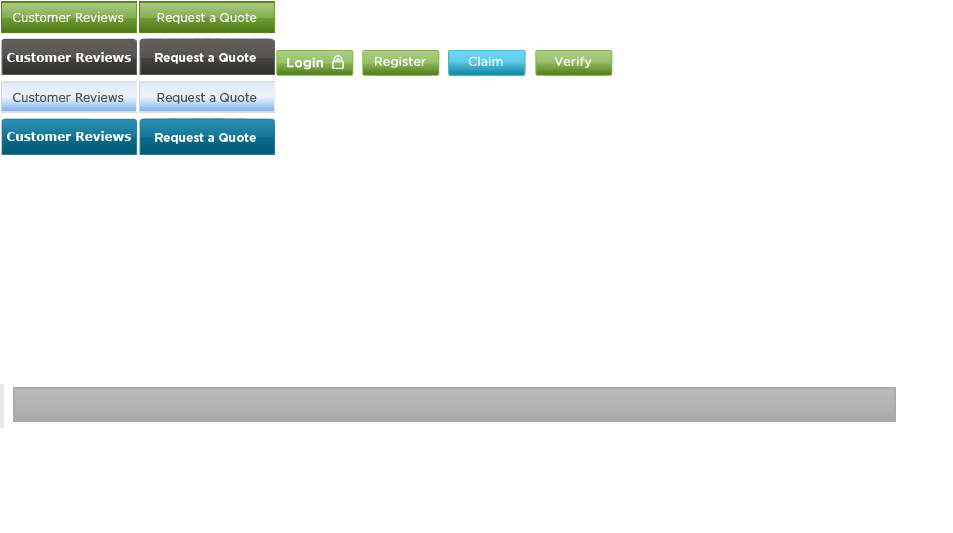 Customer Reviews Request a Quote
Customer Reviews Request a Quote Login Register Claim Verify
Customer Reviews Request a Quote
Customer Reviews Request a Quote